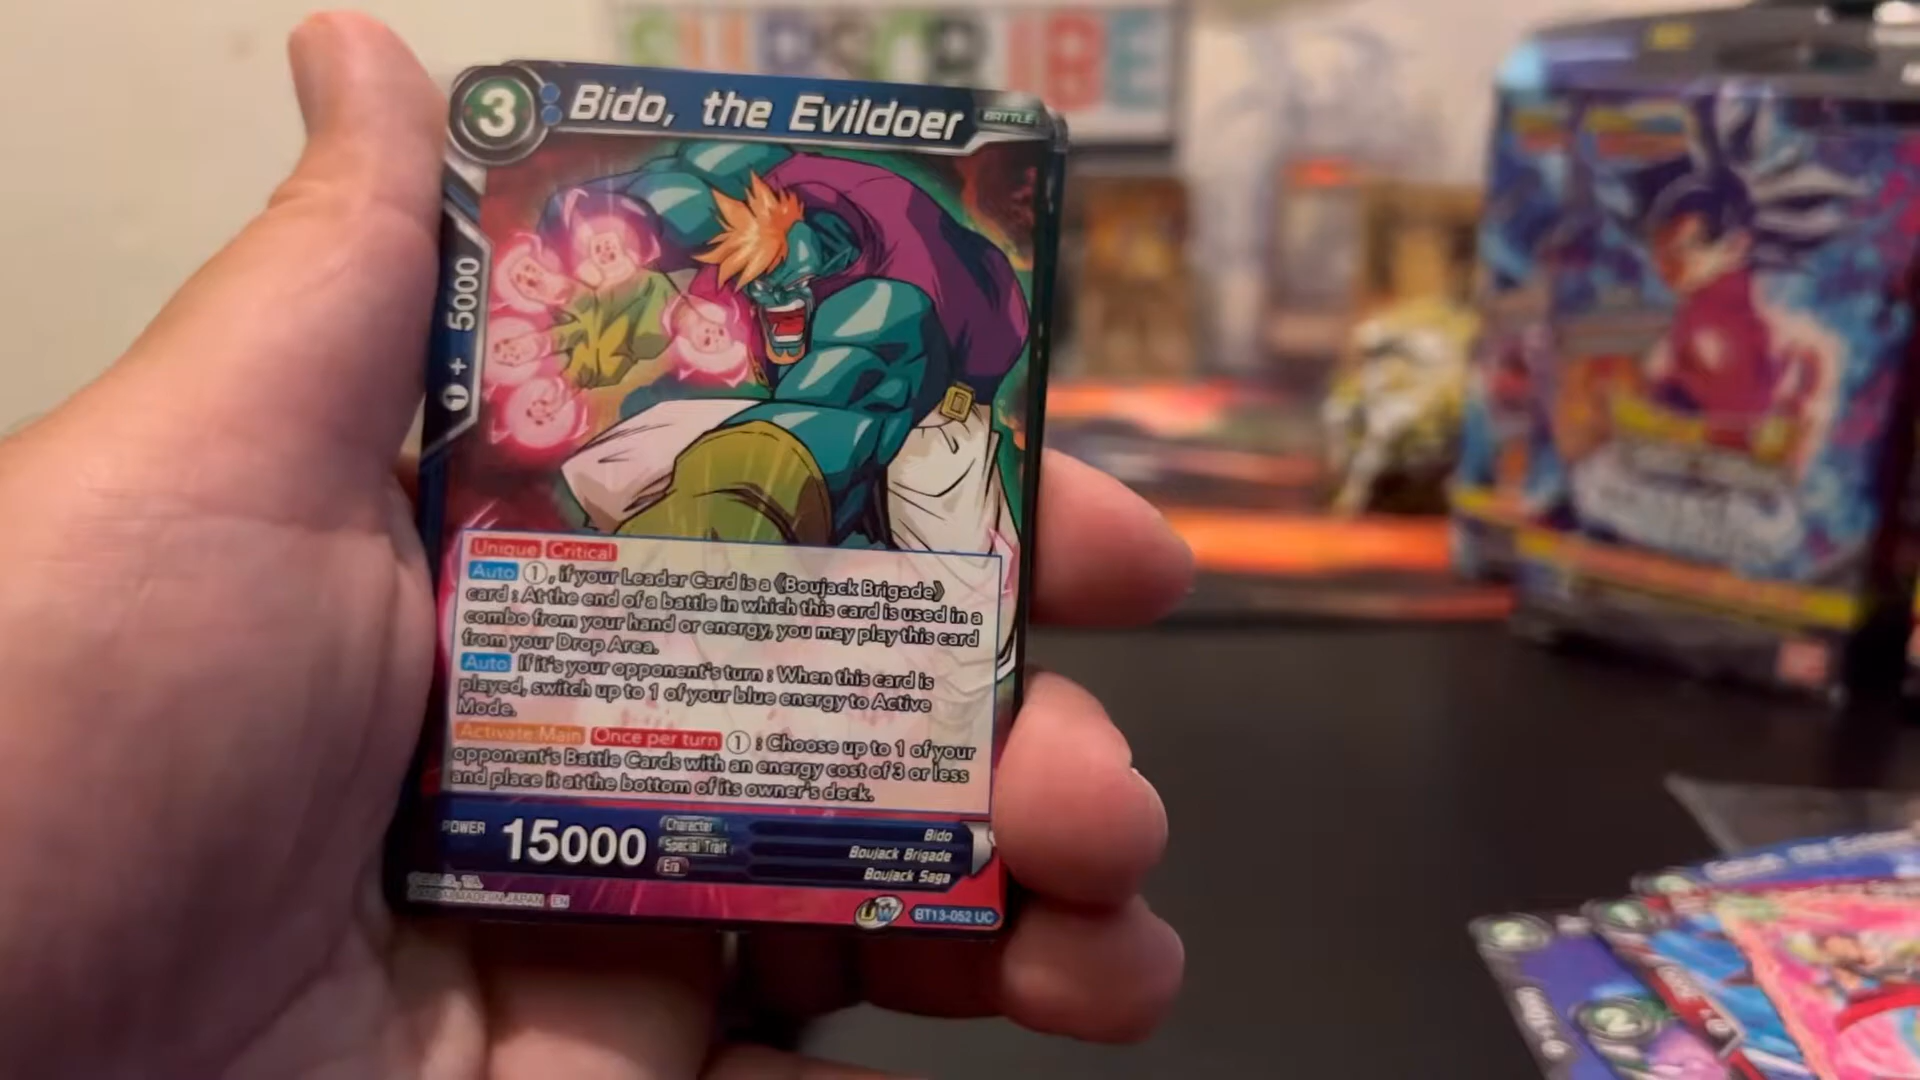 SUBSCRIBE
3 Bido, the Evildoer BATTLE
1 + 5000
Unique Critical
Auto 1, if your Leader Card is a 《Boujack Brigade》
card : At the end of a battle in which this card is used in a
combo from your hand or energy, you may play this card
from your Drop Area.
Auto If it's your opponent's turn : When this card is
played, switch up to 1 of your blue energy to Active
Mode.
Activate: Main Once per turn 1 : Choose up to 1 of your
opponent's Battle Cards with an energy cost of 3 or less
and place it at the bottom of its owner's deck.
POWER 15000
Character Bido
Special Trait Boujack Brigade
Era Boujack Saga
MADE IN JAPAN EN
UW BT13-052 UC
2
2